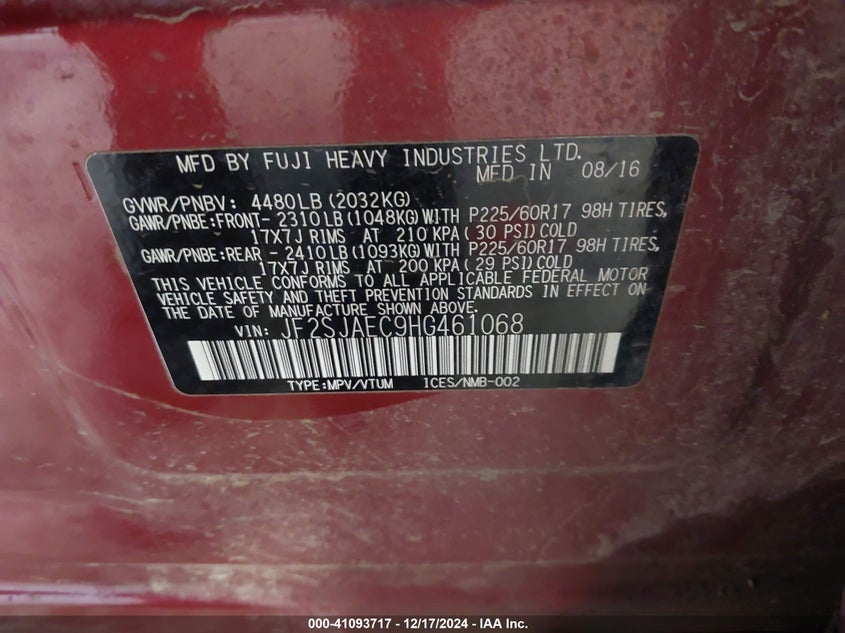 MFD BY FUJI HEAVY INDUSTRIES LTD.
MFD IN 08/16
GVWR/PNBV: 4480LB (2032KG)
GAWR/PNBE:FRONT- 2310LB (1048KG) WITH P225/60R17 98H TIRES,
17X7J RIMS AT 210 KPA ( 30 PSI) COLD
GAWR/PNBE:REAR - 2410LB (1093KG) WITH P225/60R17 98H TIRES,
17X7J RIMS AT 200 KPA ( 29 PSI) COLD
THIS VEHICLE CONFORMS TO ALL APPLICABLE FEDERAL MOTOR
VEHICLE SAFETY AND THEFT PREVENTION STANDARDS IN EFFECT ON
THE DATE OF MANUFACTURE SHOWN ABOVE.
VIN: JF2SJAEC9HG461068
TYPE:MPV/VTUM 1CES/NMB-002
000-41093717 - 12/17/2024 - IAA Inc.